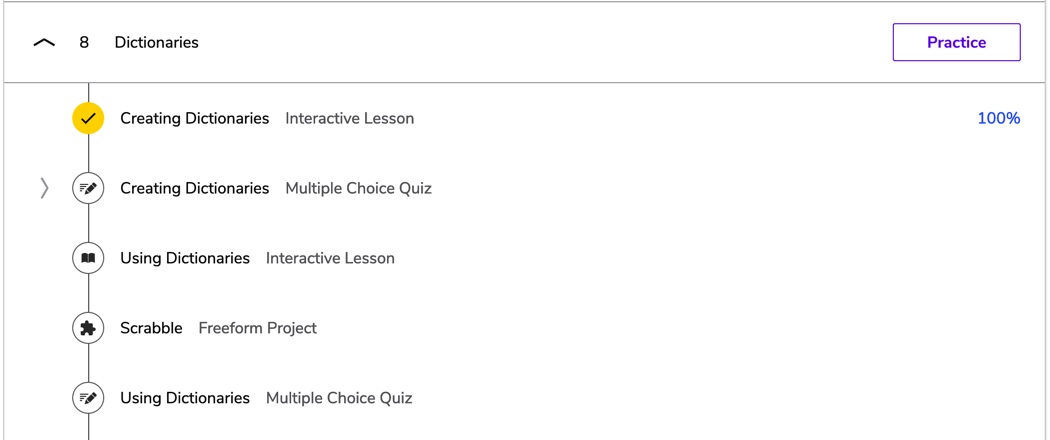 8 Dictionaries Practice
Creating Dictionaries Interactive Lesson 100%
Creating Dictionaries Multiple Choice Quiz
Using Dictionaries Interactive Lesson
Scrabble Freeform Project
Using Dictionaries Multiple Choice Quiz